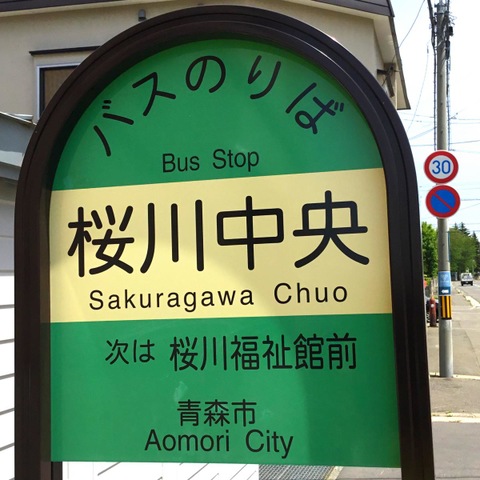 バスのりば
Bus Stop
桜川中央
Sakuragawa Chuo
次は 桜川福祉館前
青森市
Aomori City
30